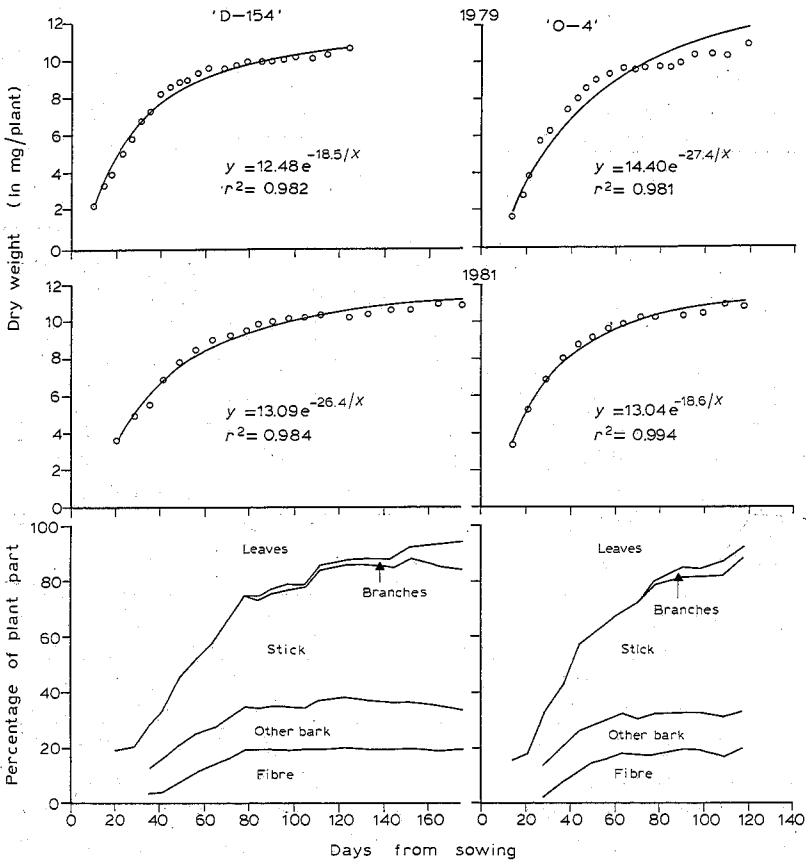 'D-154'
1979
'O-4'
12
10
8
6
4
2
0
y = 12.48e^-18.5/x
r² = 0.982
y = 14.40e^-27.4/x
r² = 0.981
Dry weight (ln mg/plant)
1981
12
10
8
6
4
2
0
y = 13.09e^-26.4/x
r² = 0.984
y = 13.04e^-18.6/x
r² = 0.994
Percentage of plant part
100
80
60
40
20
0
Leaves
Branches
Stick
Other bark
Fibre
Leaves
Branches
Stick
Other bark
Fibre
0 20 40 60 80 100 120 140 160 0 20 40 60 80 100 120 140
Days from sowing